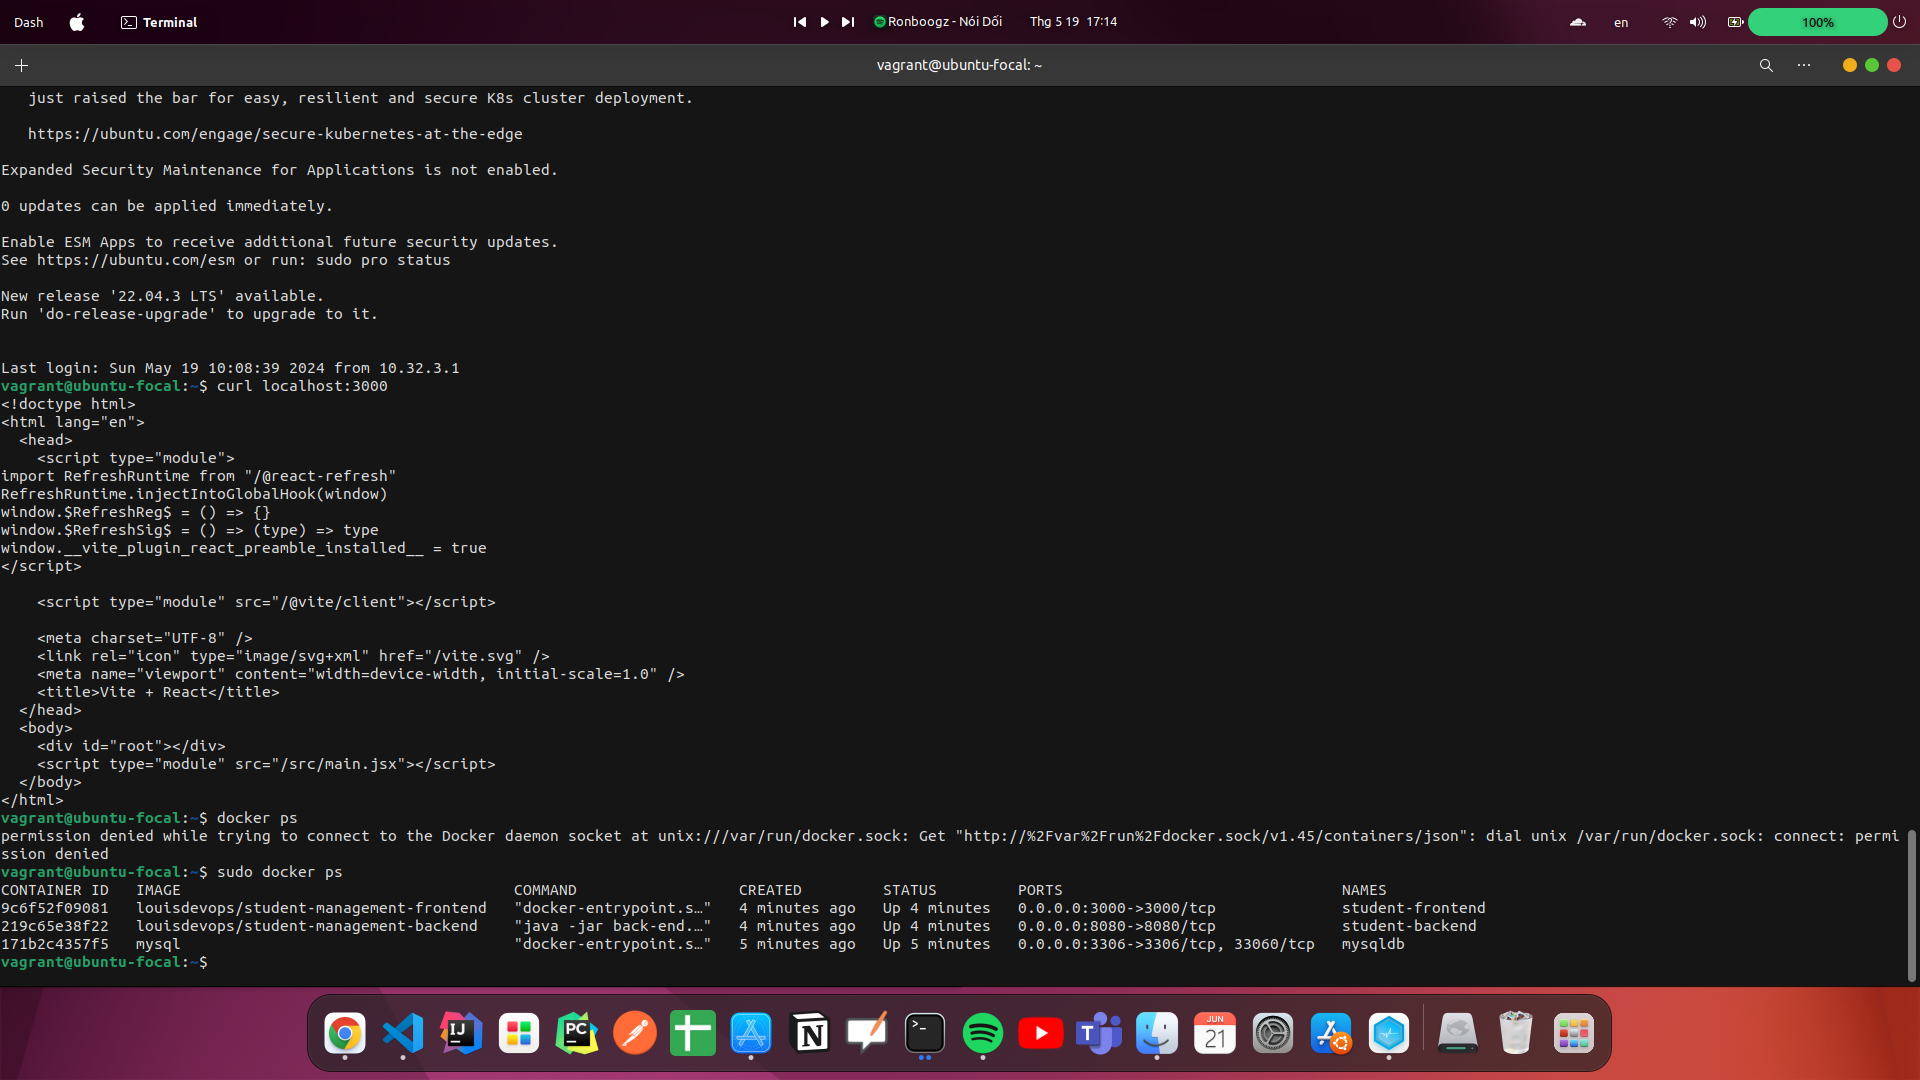 Dash Terminal Ronboogz - Nói Dối Thg 5 19 17:14 en 100%
vagrant@ubuntu-focal: ~
just raised the bar for easy, resilient and secure K8s cluster deployment.
https://ubuntu.com/engage/secure-kubernetes-at-the-edge
Expanded Security Maintenance for Applications is not enabled.
0 updates can be applied immediately.
Enable ESM Apps to receive additional future security updates.
See https://ubuntu.com/esm or run: sudo pro status
New release '22.04.3 LTS' available.
Run 'do-release-upgrade' to upgrade to it.
Last login: Sun May 19 10:08:39 2024 from 10.32.3.1
vagrant@ubuntu-focal:~$ curl localhost:3000
<!doctype html>
<html lang="en">
  <head>
    <script type="module">
import RefreshRuntime from "/@react-refresh"
RefreshRuntime.injectIntoGlobalHook(window)
window.$RefreshReg$ = () => {}
window.$RefreshSig$ = () => (type) => type
window.__vite_plugin_react_preamble_installed__ = true
</script>
    <script type="module" src="/@vite/client"></script>
    <meta charset="UTF-8" />
    <link rel="icon" type="image/svg+xml" href="/vite.svg" />
    <meta name="viewport" content="width=device-width, initial-scale=1.0" />
    <title>Vite + React</title>
  </head>
  <body>
    <div id="root"></div>
    <script type="module" src="/src/main.jsx"></script>
  </body>
</html>
vagrant@ubuntu-focal:~$ docker ps
permission denied while trying to connect to the Docker daemon socket at unix:///var/run/docker.sock: Get "http://%2Fvar%2Frun%2Fdocker.sock/v1.45/containers/json": dial unix /var/run/docker.sock: connect: permi
ssion denied
vagrant@ubuntu-focal:~$ sudo docker ps
CONTAINER ID   IMAGE                                     COMMAND                  CREATED         STATUS         PORTS                               NAMES
9c6f52f09081   louisdevops/student-management-frontend   "docker-entrypoint.s…"   4 minutes ago   Up 4 minutes   0.0.0.0:3000->3000/tcp              student-frontend
219c65e38f22   louisdevops/student-management-backend    "java -jar back-end.…"   4 minutes ago   Up 4 minutes   0.0.0.0:8080->8080/tcp              student-backend
171b2c4357f5   mysql                                     "docker-entrypoint.s…"   5 minutes ago   Up 5 minutes   0.0.0.0:3306->3306/tcp, 33060/tcp   mysqldb
vagrant@ubuntu-focal:~$
IJ PC N >_ T JUN
21